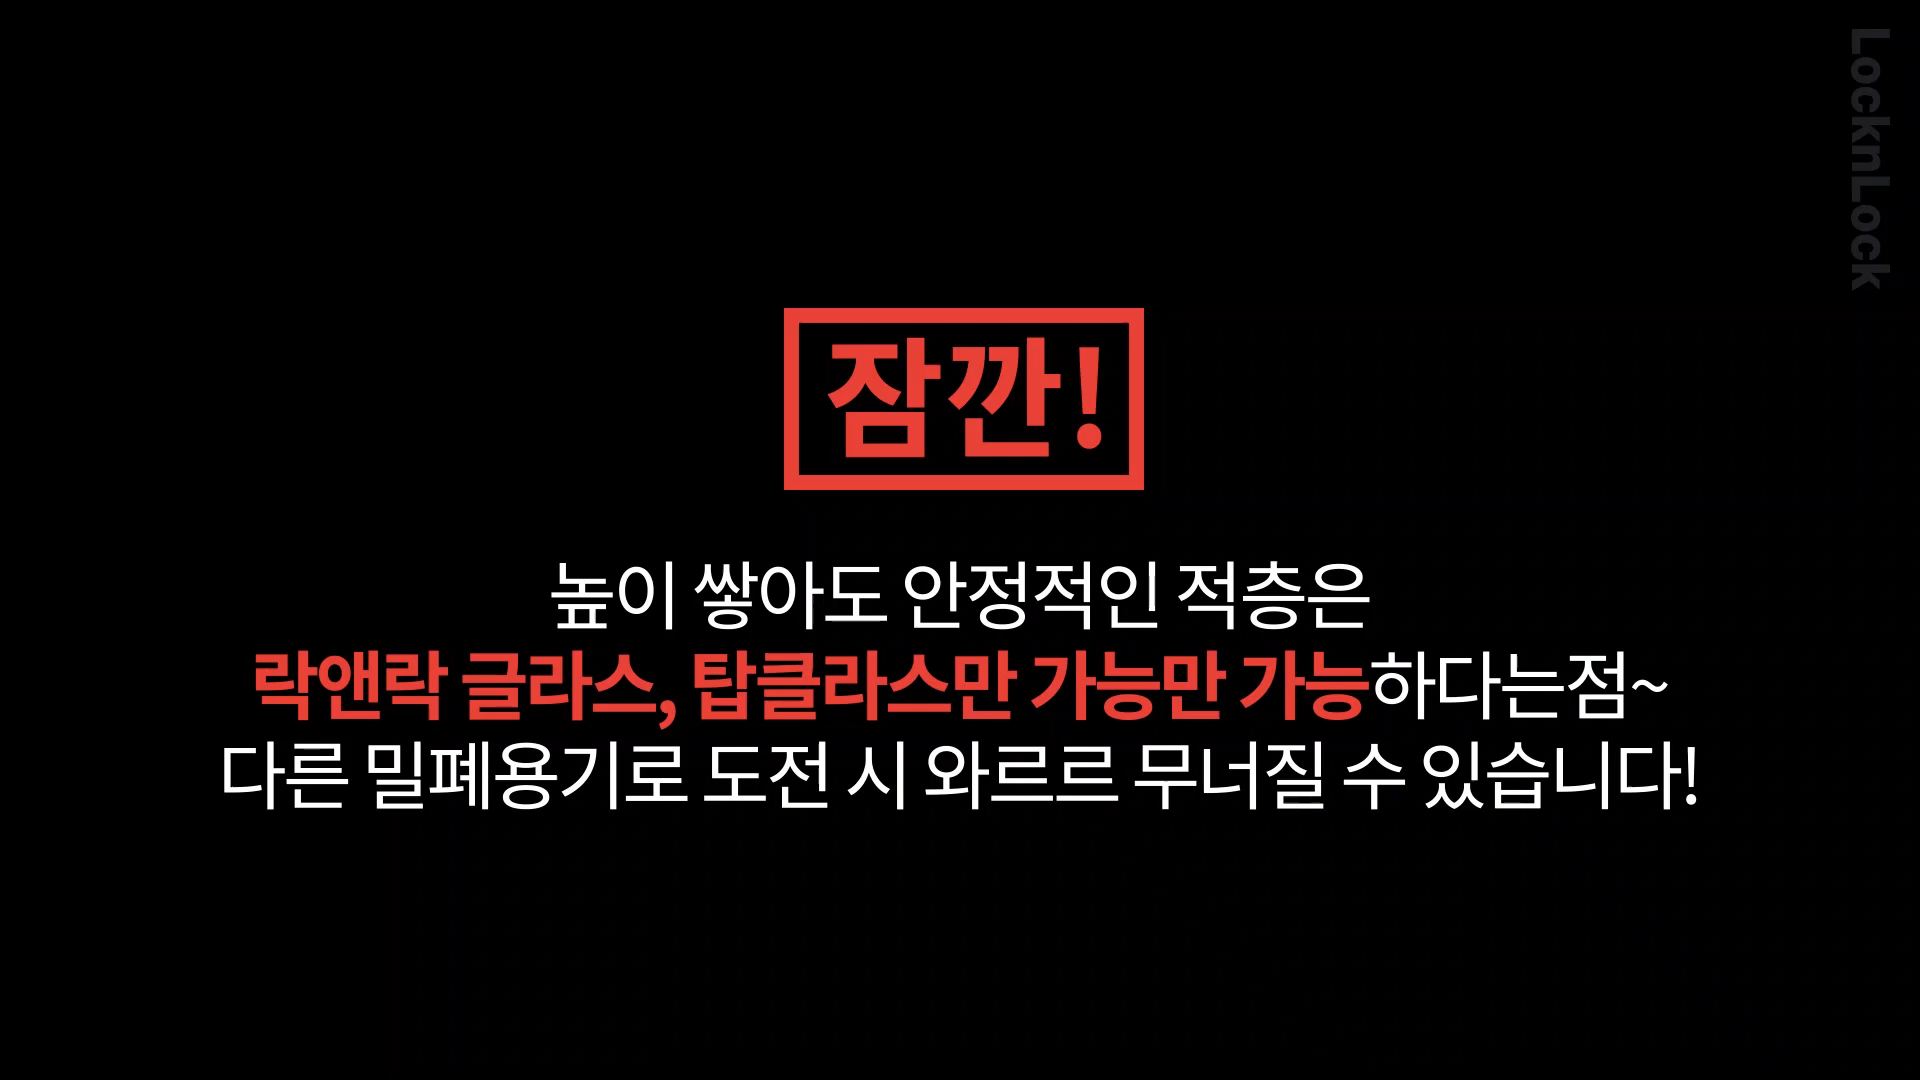 LocknLock
잠깐!
높이 쌓아도 안정적인 적층은
락앤락 글라스, 탑클라스만 가능만 가능하다는점~
다른 밀폐용기로 도전 시 와르르 무너질 수 있습니다!